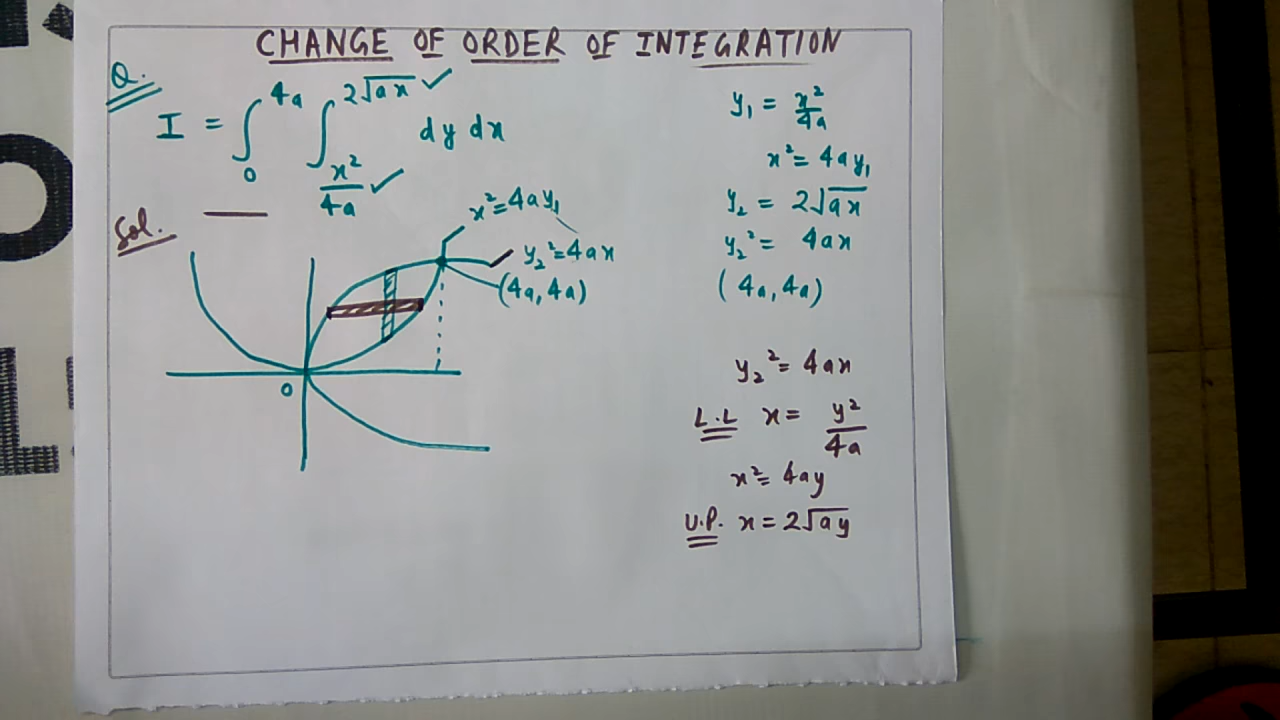 CHANGE OF ORDER OF INTEGRATION
Q.
I = ∫₀^{4a} ∫_{x²/4a}^{2√ax} dy dx
Sol.
x² = 4ay₁
y₂² = 4ax
(4a, 4a)
O
y₁ = x²/4a
x² = 4ay₁
y₂ = 2√ax
y₂² = 4ax
(4a, 4a)
y₂² = 4ax
L.L x = y²/4a
x² = 4ay
U.P. x = 2√ay